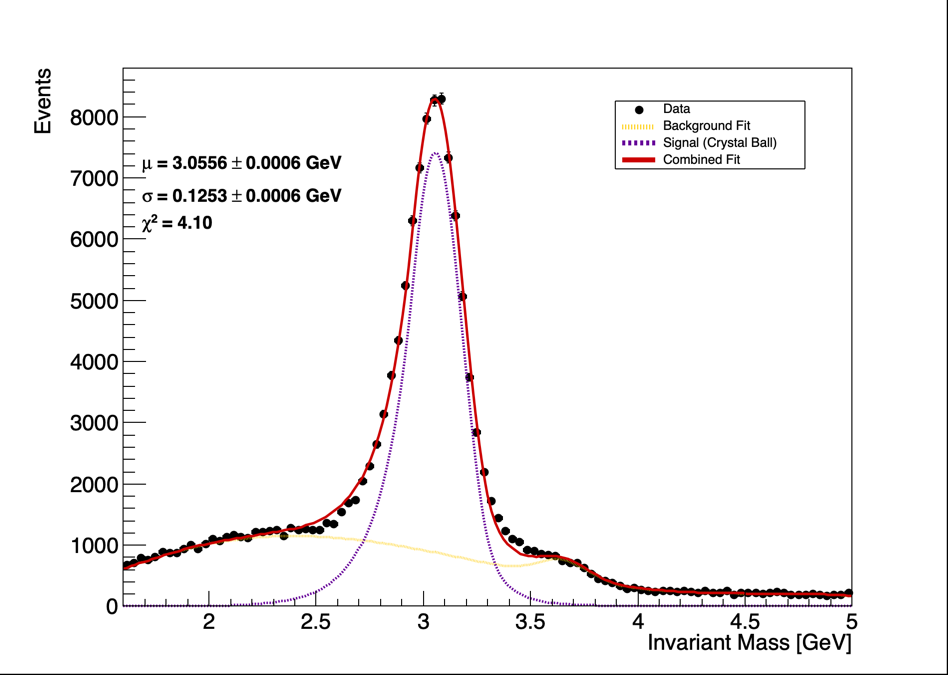 Events
8000
7000
6000
5000
4000
3000
2000
1000
0
μ = 3.0556 ± 0.0006 GeV
σ = 0.1253 ± 0.0006 GeV
χ² = 4.10
Data
Background Fit
Signal (Crystal Ball)
Combined Fit
2 2.5 3 3.5 4 4.5 5
Invariant Mass [GeV]